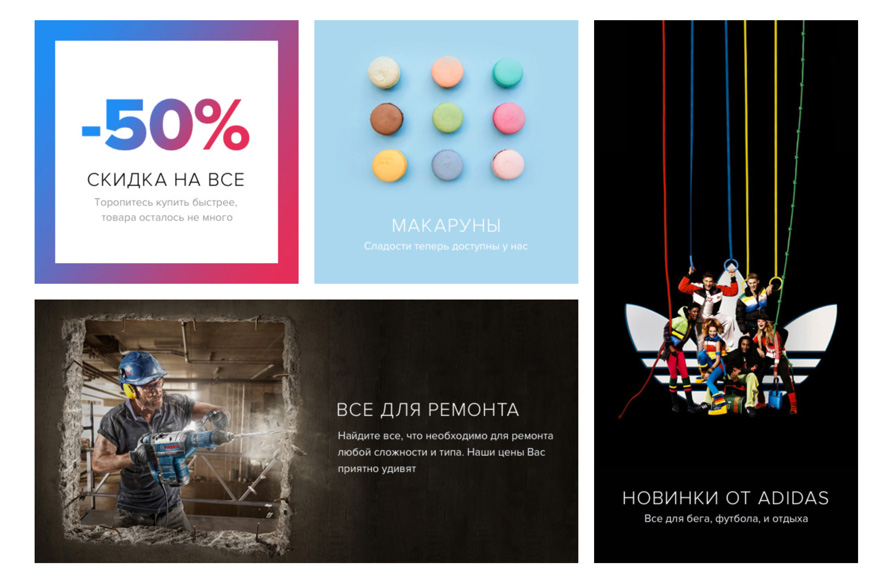 -50%
СКИДКА НА ВСЕ
Торопитесь купить быстрее,
товара осталось не много
МАКАРУНЫ
Сладости теперь доступны у нас
ВСЕ ДЛЯ РЕМОНТА
Найдите все, что необходимо для ремонта
любой сложности и типа. Наши цены Вас
приятно удивят
НОВИНКИ ОТ ADIDAS
Все для бега, футбола, и отдыха